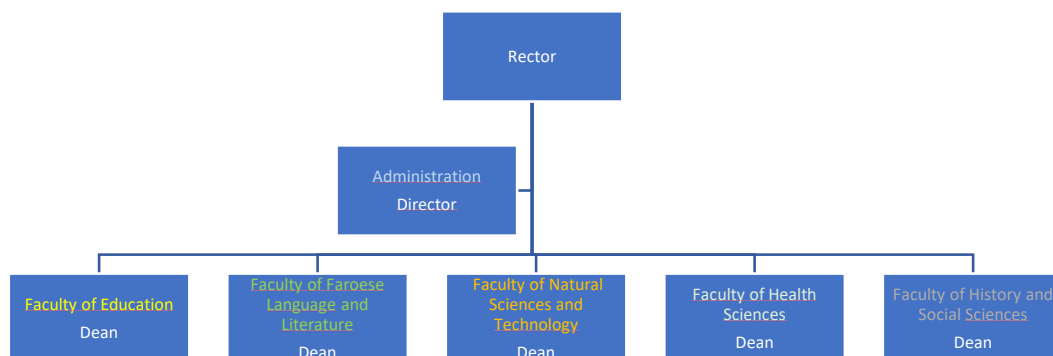 Rector
Administration
Director
Faculty of Education
Dean
Faculty of Faroese
Language and
Literature
Dean
Faculty of Natural
Sciences and
Technology
Dean
Faculty of Health
Sciences
Dean
Faculty of History and
Social Sciences
Dean